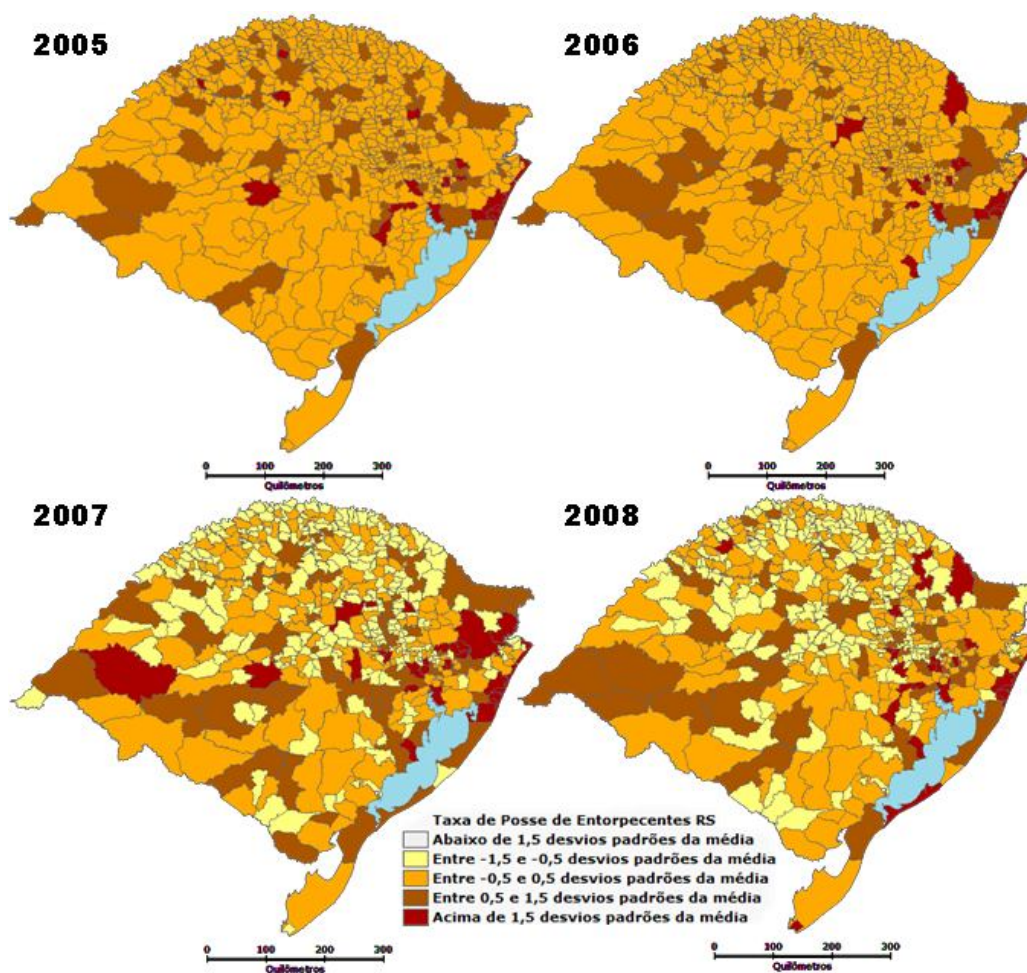 2005
2006
0 100 200 300
Quilômetros
0 100 200 300
Quilômetros
2007
2008
Taxa de Posse de Entorpecentes RS
Abaixo de 1,5 desvios padrões da média
Entre -1,5 e -0,5 desvios padrões da média
Entre -0,5 e 0,5 desvios padrões da média
Entre 0,5 e 1,5 desvios padrões da média
Acima de 1,5 desvios padrões da média
0 100 200 300
Quilômetros
0 100 200 300
Quilômetros